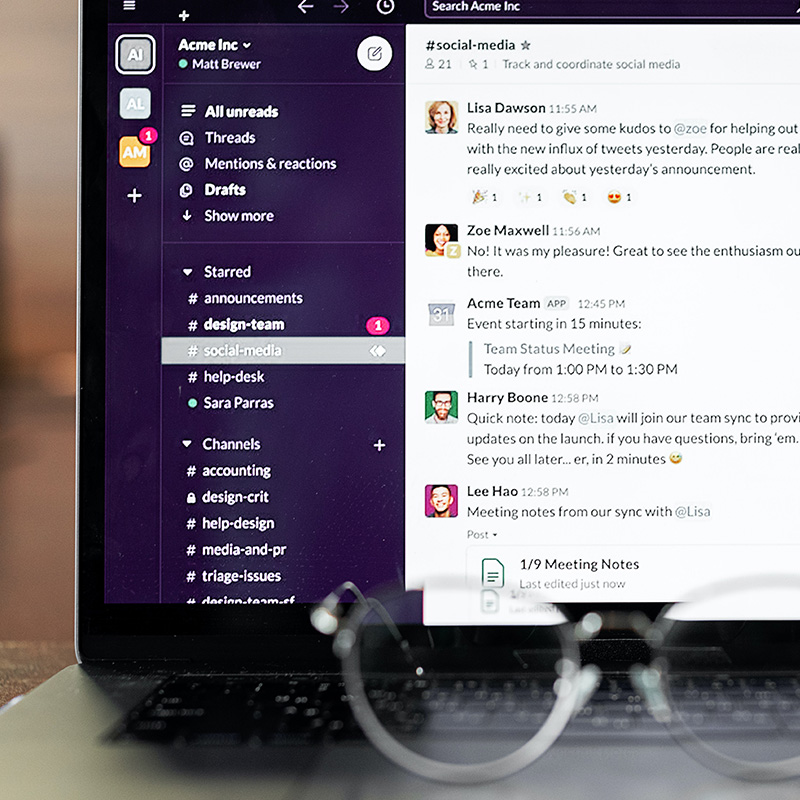 Search Acme Inc
AI
AL
1
AM
Acme Inc
Matt Brewer
All unreads
Threads
Mentions & reactions
Drafts
Show more
Starred
# announcements
# design-team 1
# social-media
# help-desk
Sara Parras
Channels +
# accounting
design-crit
# help-design
# media-and-pr
# triage-issues
# design-team-sf
#social-media
21 1 Track and coordinate social media
Lisa Dawson 11:55 AM
Really need to give some kudos to @zoe for helping out
with the new influx of tweets yesterday. People are
really excited about yesterday's announcement.
1 1 1 1
Zoe Maxwell 11:56 AM
Z
No! It was my pleasure! Great to see the enthusiasm
there.
31
Acme Team APP 12:45 PM
Event starting in 15 minutes:
Team Status Meeting
Today from 1:00 PM to 1:30 PM
Harry Boone 12:58 PM
Quick note: today @Lisa will join our team sync to
updates on the launch. if you have questions, bring 'em.
See you all later... er, in 2 minutes
Lee Hao 12:58 PM
Meeting notes from our sync with @Lisa
Post
1/9 Meeting Notes
Last edited just now